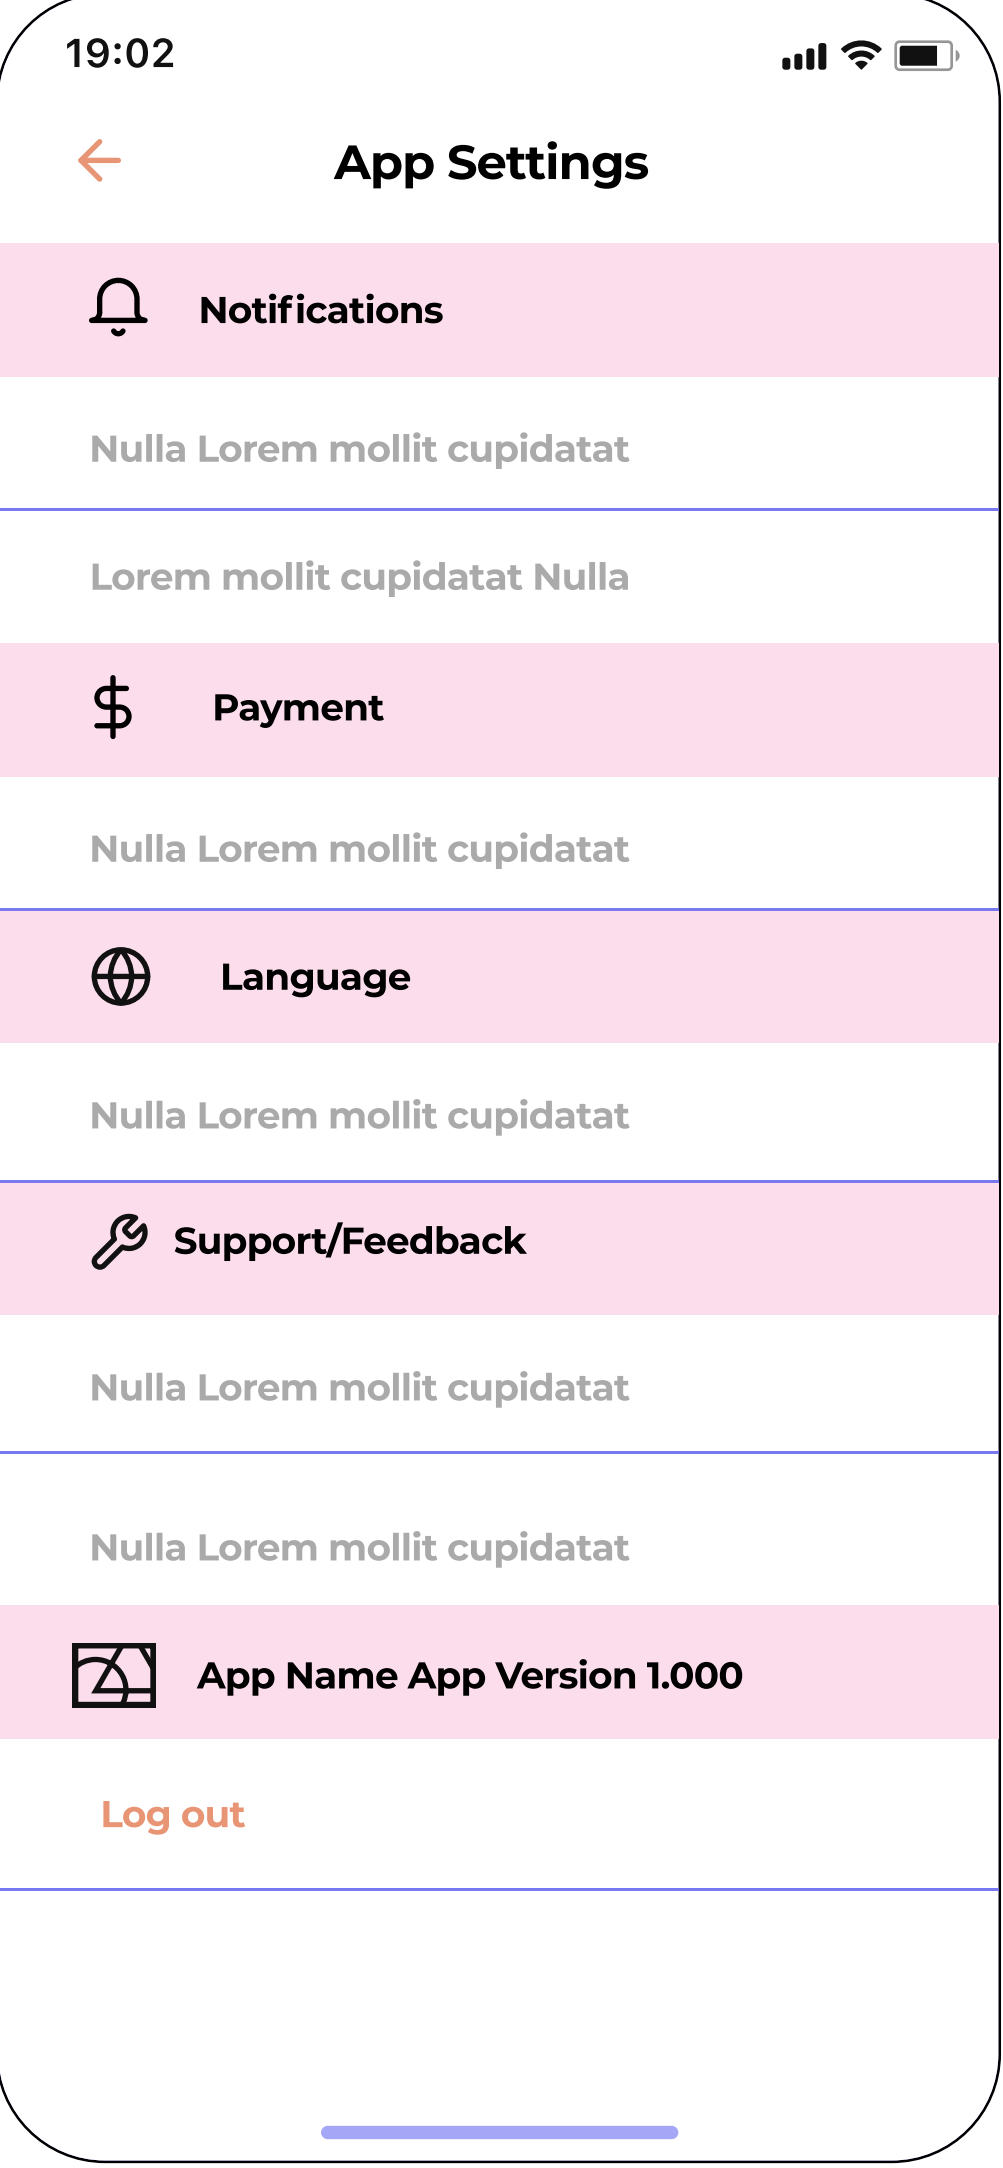 19:02
App Settings
Notifications
Nulla Lorem mollit cupidatat
Lorem mollit cupidatat Nulla
Payment
Nulla Lorem mollit cupidatat
Language
Nulla Lorem mollit cupidatat
Support/Feedback
Nulla Lorem mollit cupidatat
Nulla Lorem mollit cupidatat
App Name App Version 1.000
Log out